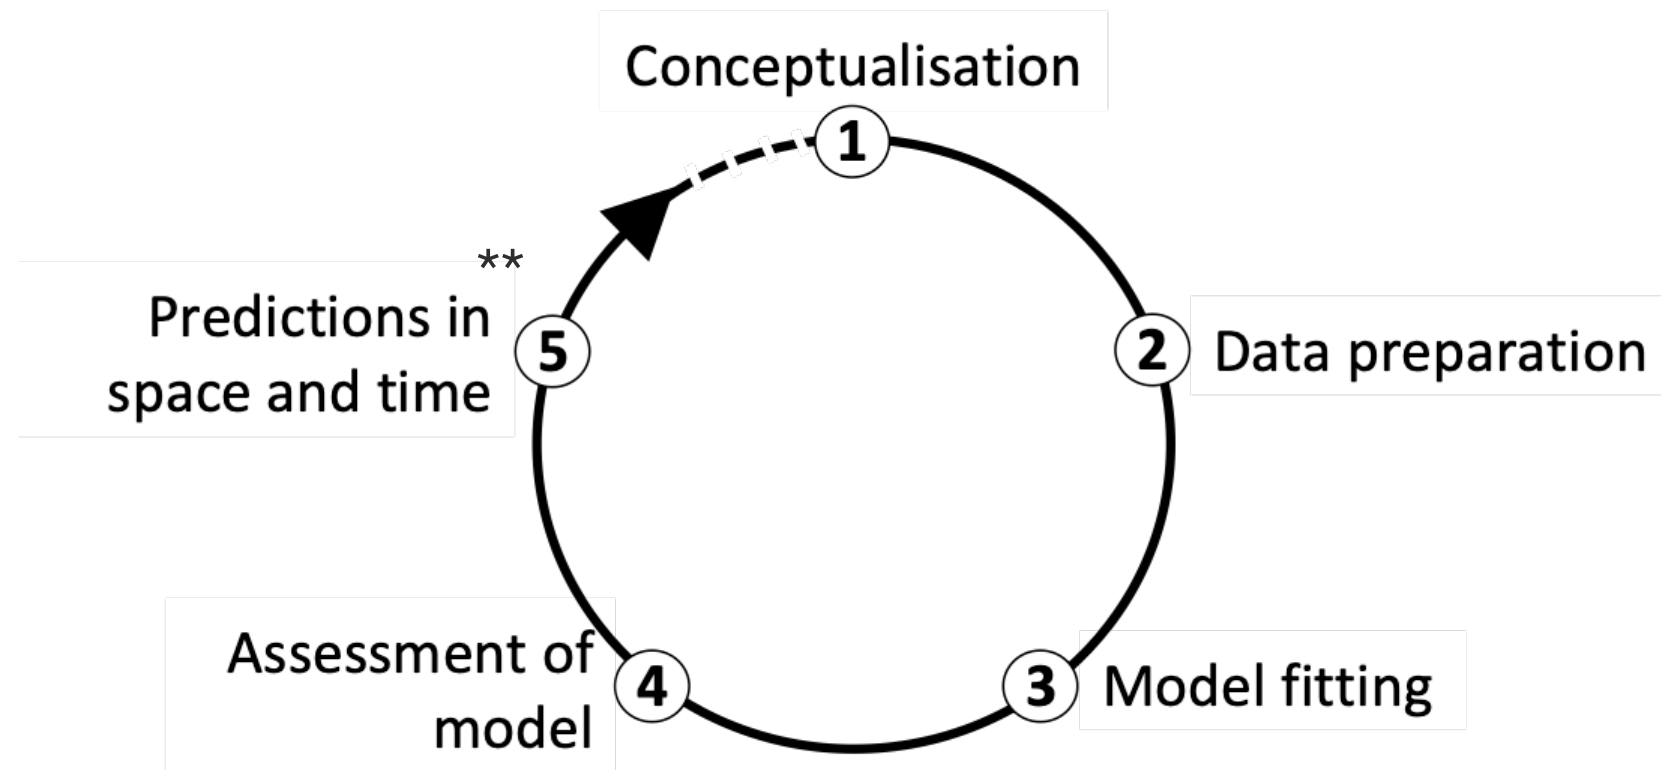 Conceptualisation
1
2
Data preparation
3
Model fitting
4
Assessment of
model
5
**
Predictions in
space and time